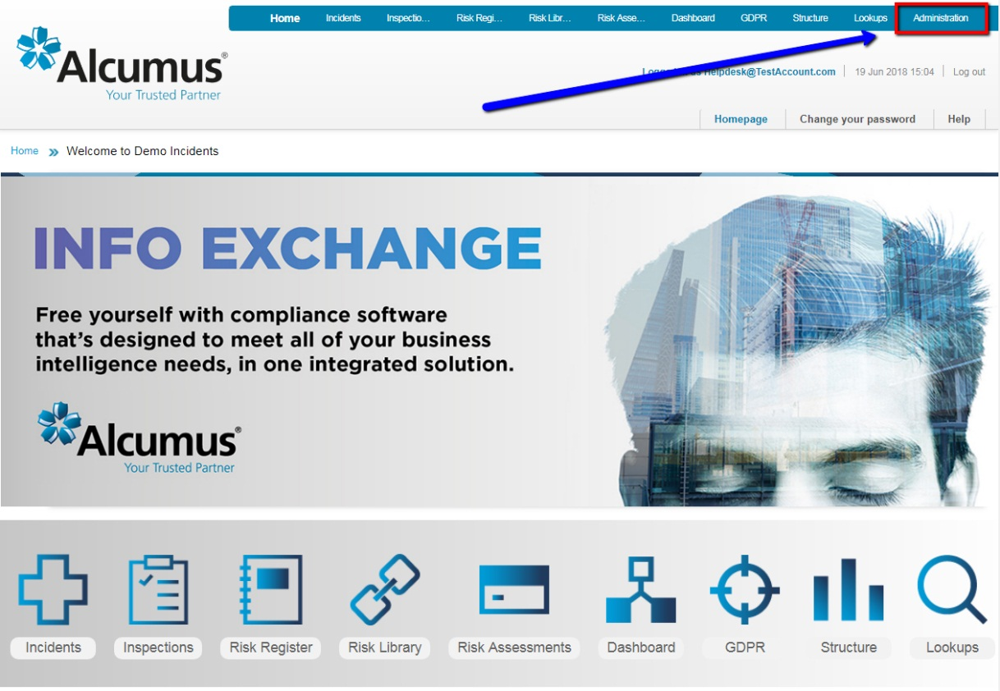 Home Incidents Inspectio... Risk Regi... Risk Libr... Risk Asse... Dashboard GDPR Structure Lookups Administration
Alcumus®
Your Trusted Partner
Helpdesk@TestAccount.com 19 Jun 2018 15:04 Log out
Homepage Change your password Help
Home » Welcome to Demo Incidents
INFO EXCHANGE
Free yourself with compliance software
that's designed to meet all of your business
intelligence needs, in one integrated solution.
Alcumus®
Your Trusted Partner
Incidents Inspections Risk Register Risk Library Risk Assessments Dashboard GDPR Structure Lookups